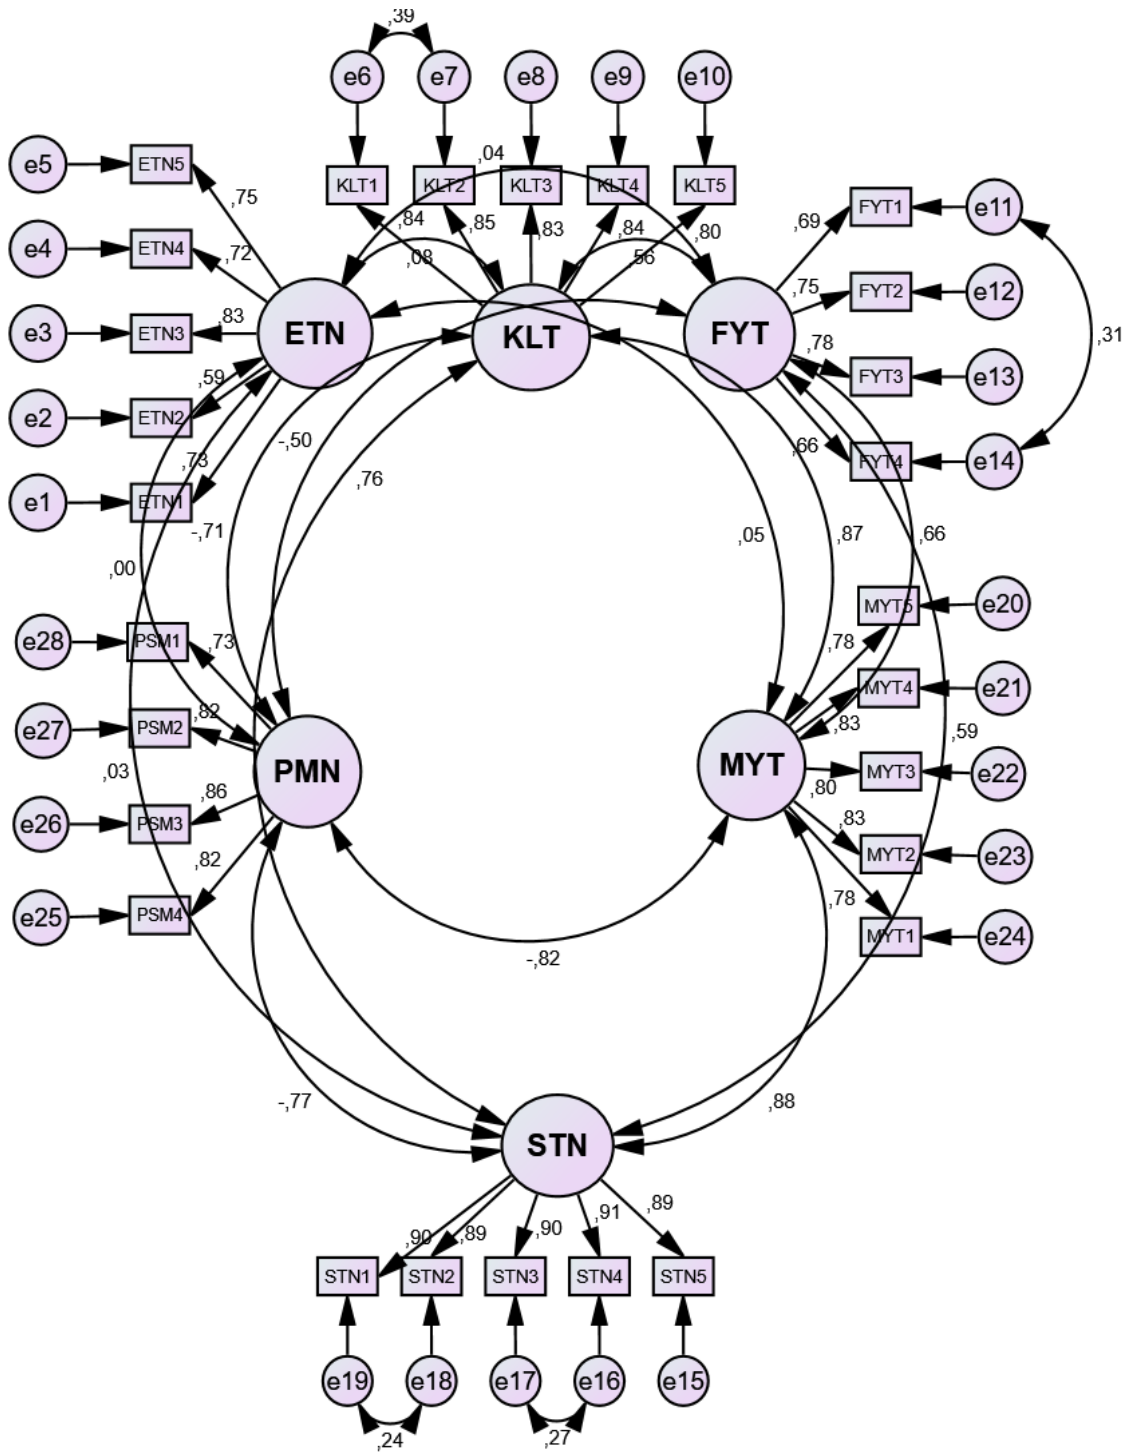 ,39
e6 e7 e8 e9 e10
,04
e5 ETN5 KLT1 KLT2 KLT3 KLT4 KLT5
,75 FYT1 e11
,84 ,85 ,83 ,84 ,80 ,69
e4 ETN4 ,72 ,08 ,56
,75 FYT2 e12
e3 ETN3 ,83 ETN KLT FYT ,31
,78 FYT3 e13
,59
e2 ETN2
-,50 ,66
,73 FYT4 e14
,76
e1 ETN1
-,71 ,05 ,87 ,66
,00
MYT5 e20
e28 PSM1 ,73 ,78
MYT4 e21
,82 ,83
e27 PSM2 ,59
PMN MYT MYT3 e22
,03 ,80
,86 ,83
e26 PSM3
MYT2 e23
,82
,78
e25 PSM4
MYT1 e24
-,82
-,77 ,88
STN
,90 ,89 ,90 ,91 ,89
STN1 STN2 STN3 STN4 STN5
e19 e18 e17 e16 e15
,24 ,27